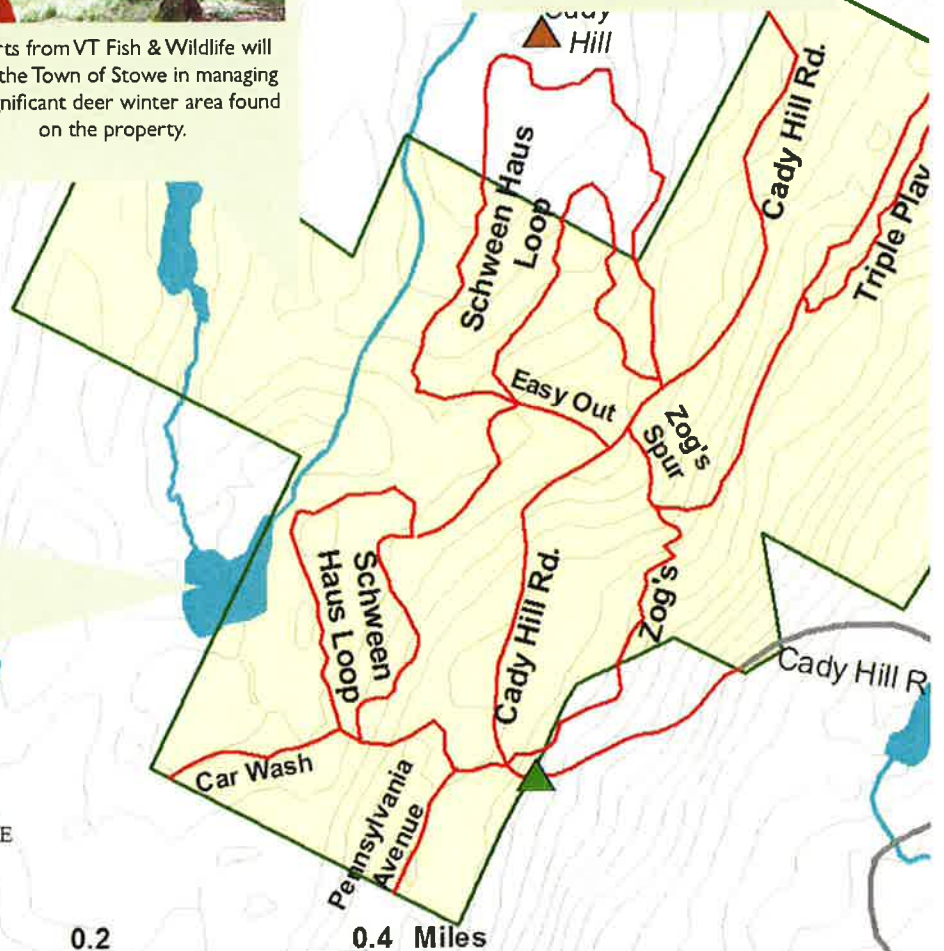 rts from VT Fish & Wildlife will
the Town of Stowe in managing
nificant deer winter area found
on the property.
Cady
Hill
Cady Hill Rd.
Triple Play
Schween Haus
Loop
Easy Out
Zog's
Spur
Schween
Haus Loop
Cady Hill Rd.
Zog's
Cady Hill R
Car Wash
Pennsylvania
Avenue
E
0.2
0.4 Miles